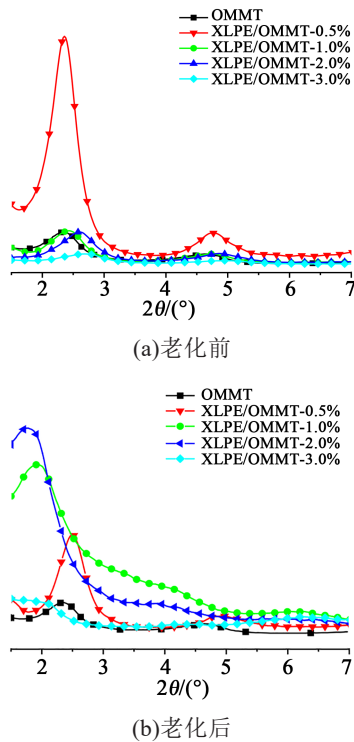 OMMT
XLPE/OMMT-0.5%
XLPE/OMMT-1.0%
XLPE/OMMT-2.0%
XLPE/OMMT-3.0%
2 3 4 5 6 7
2θ/(°)
(a)老化前
OMMT
XLPE/OMMT-0.5%
XLPE/OMMT-1.0%
XLPE/OMMT-2.0%
XLPE/OMMT-3.0%
2 3 4 5 6 7
2θ/(°)
(b)老化后